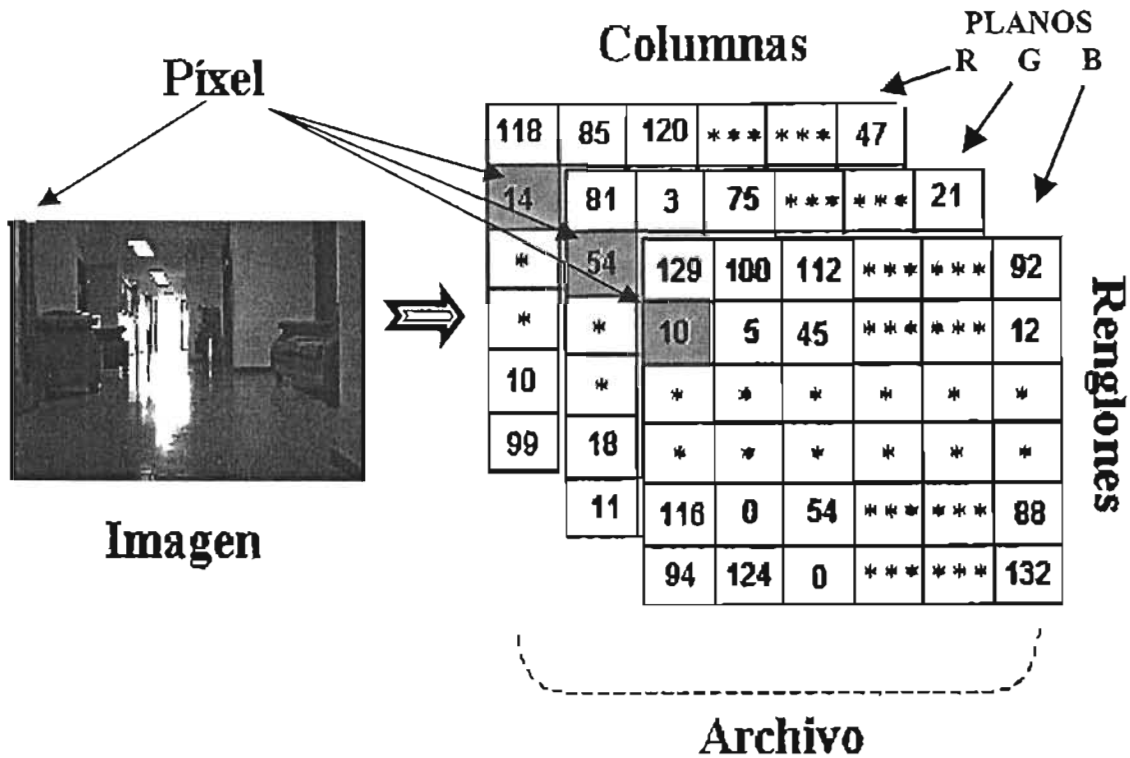 PLANOS
R G B
Columnas
Píxel
118 85 120 *** *** 47
14 81 3 75 *** *** 21
* 54 129 100 112 *** *** 92
* * 10 5 45 *** *** 12
10 * * * * * * *
99 18 * * * * * *
11 116 0 54 *** *** 88
94 124 0 *** *** 132
Renglones
Imagen
Archivo